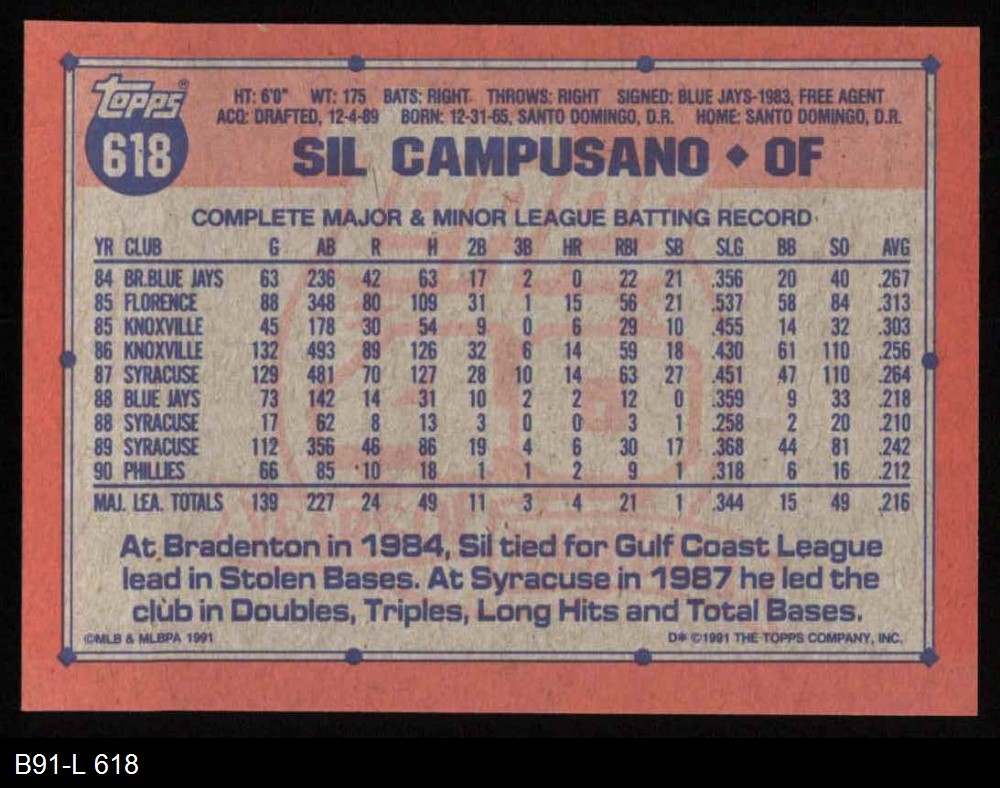 topps®
618
HT: 6'0" WT: 175 BATS: RIGHT THROWS: RIGHT SIGNED: BLUE JAYS-1983, FREE AGENT
ACQ: DRAFTED, 12-4-89 BORN: 12-31-65, SANTO DOMINGO, D.R. HOME: SANTO DOMINGO, D.R.
SIL CAMPUSANO ◆ OF
COMPLETE MAJOR & MINOR LEAGUE BATTING RECORD
YR CLUB G AB R H 2B 3B HR RBI SB SLG BB SO AVG
84 BR.BLUE JAYS 63 236 42 63 17 2 0 22 21 .356 20 40 .267
85 FLORENCE 88 348 80 109 31 1 15 56 21 .537 58 84 .313
85 KNOXVILLE 45 178 30 54 9 0 6 29 10 .455 14 32 .303
86 KNOXVILLE 132 493 89 126 32 6 14 59 18 .430 61 110 .256
87 SYRACUSE 129 481 70 127 28 10 14 63 27 .451 47 110 .264
88 BLUE JAYS 73 142 14 31 10 2 2 12 0 .359 9 33 .218
88 SYRACUSE 17 62 8 13 3 0 0 3 1 .258 2 20 .210
89 SYRACUSE 112 356 46 86 19 4 6 30 17 .368 44 81 .242
90 PHILLIES 66 85 10 18 1 1 2 9 1 .318 6 16 .212
MAJ. LEA. TOTALS 139 227 24 49 11 3 4 21 1 .344 15 49 .216
At Bradenton in 1984, Sil tied for Gulf Coast League
lead in Stolen Bases. At Syracuse in 1987 he led the
club in Doubles, Triples, Long Hits and Total Bases.
©MLB & MLBPA 1991 D* ©1991 THE TOPPS COMPANY, INC.
B91-L 618